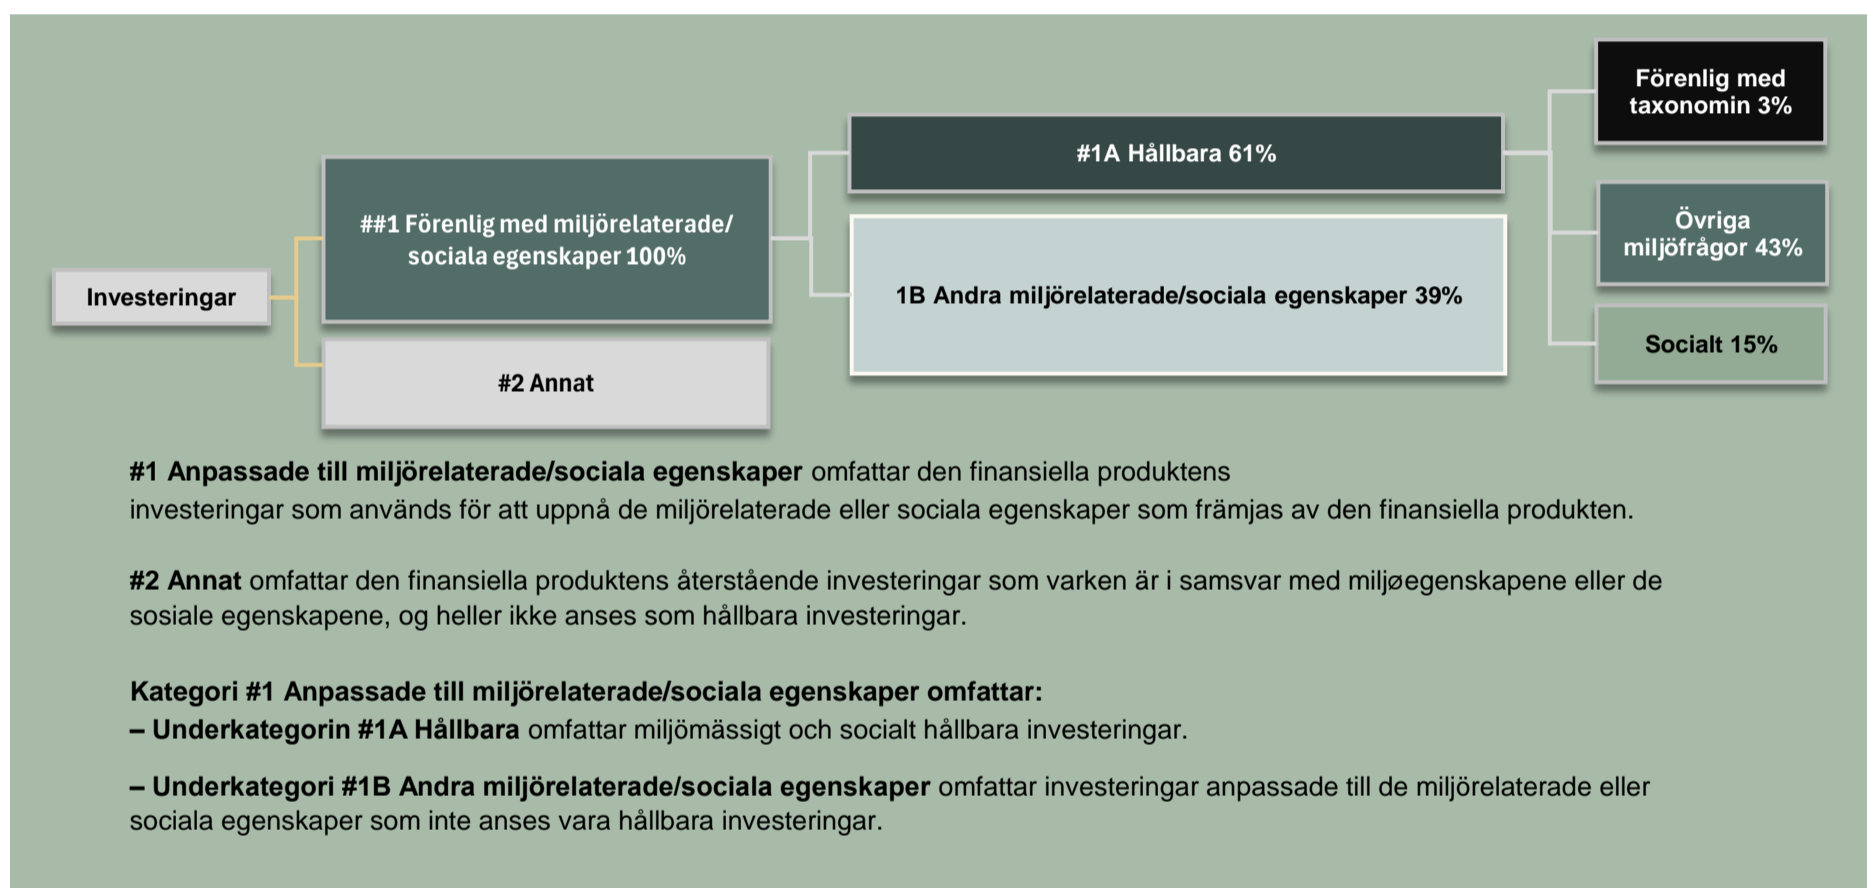 Investeringar
##1 Förenlig med miljörelaterade/
sociala egenskaper 100%
#2 Annat
#1A Hållbara 61%
1B Andra miljörelaterade/sociala egenskaper 39%
Förenlig med
taxonomin 3%
Övriga
miljöfrågor 43%
Socialt 15%
#1 Anpassade till miljörelaterade/sociala egenskaper omfattar den finansiella produktens
investeringar som används för att uppnå de miljörelaterade eller sociala egenskaper som främjas av den finansiella produkten.
#2 Annat omfattar den finansiella produktens återstående investeringar som varken är i samsvar med miljøegenskapene eller de
sosiale egenskapene, og heller ikke anses som hållbara investeringar.
Kategori #1 Anpassade till miljörelaterade/sociala egenskaper omfattar:
– Underkategorin #1A Hållbara omfattar miljömässigt och socialt hållbara investeringar.
– Underkategori #1B Andra miljörelaterade/sociala egenskaper omfattar investeringar anpassade till de miljörelaterade eller
sociala egenskaper som inte anses vara hållbara investeringar.